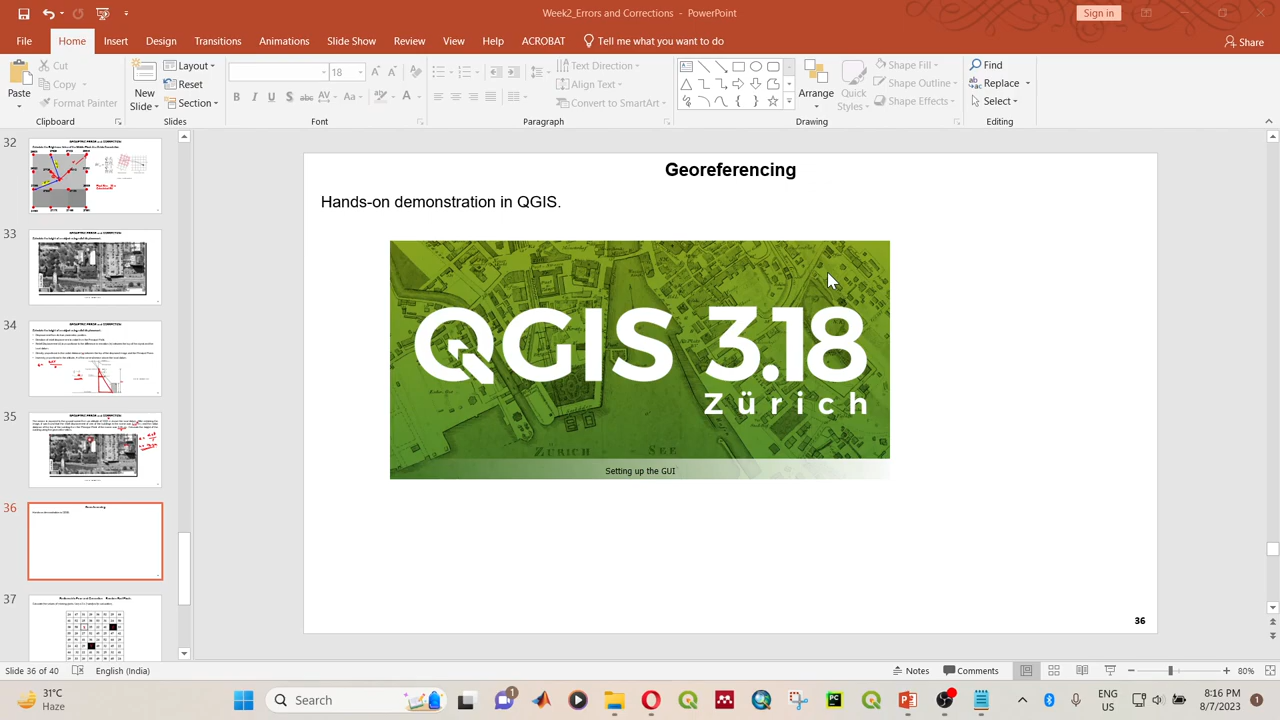 Week2_Errors and Corrections - PowerPoint
Sign in
File Home Insert Design Transitions Animations Slide Show Review View Help ACROBAT Tell me what you want to do
Share
Paste
Cut
Copy
Format Painter
Clipboard
New Slide
Layout
Reset
Section
Slides
18
Font
Text Direction
Align Text
Convert to SmartArt
Paragraph
Arrange
Quick Styles
Shape Fill
Shape Outline
Shape Effects
Drawing
Find
Replace
Select
Editing
32
33
34
35
36
37
Georeferencing
Hands-on demonstration in QGIS.
QGIS 3.18
Zürich
ZURICH SEE
Setting up the GUI
36
Slide 36 of 40
English (India)
Notes
Comments
80%
31°C
Haze
Search
1
PC
ENG
US
8:16 PM
8/7/2023
1